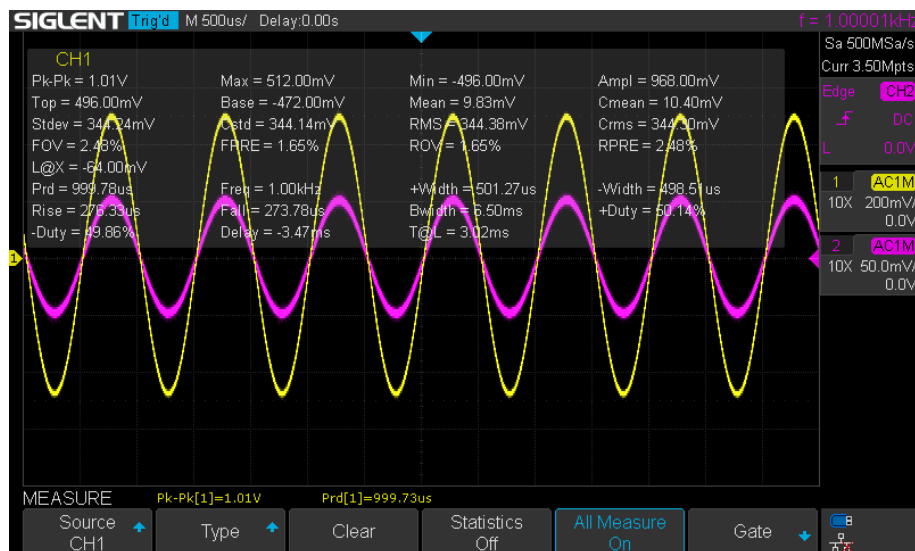 SIGLENT Trig'd M 500us/ Delay:0.00s f = 1.00001kHz
Sa 500MSa/s
Curr 3.50Mpts
Edge CH2
DC
L 0.0V
1 AC1M
10X 200mV/
0.0V
2 AC1M
10X 50.0mV/
0.0V
CH1
Pk-Pk = 1.01V Max = 512.00mV Min = -496.00mV Ampl = 968.00mV
Top = 496.00mV Base = -472.00mV Mean = 9.83mV Cmean = 10.40mV
Stdev = 344.24mV Cstd = 344.14mV RMS = 344.38mV Crms = 344.30mV
FOV = 2.48% FPRE = 1.65% ROV = 1.65% RPRE = 2.48%
L@X = -64.00mV
Prd = 999.78us Freq = 1.00kHz +Width = 501.27us -Width = 498.51us
Rise = 276.33us Fall = 273.78us Bwidth = 6.50ms +Duty = 50.14%
-Duty = 49.86% Delay = -3.47ms T@L = 3.02ms
1
MEASURE Pk-Pk[1]=1.01V Prd[1]=999.73us
Source
CH1
Type
Clear
Statistics
Off
All Measure
On
Gate